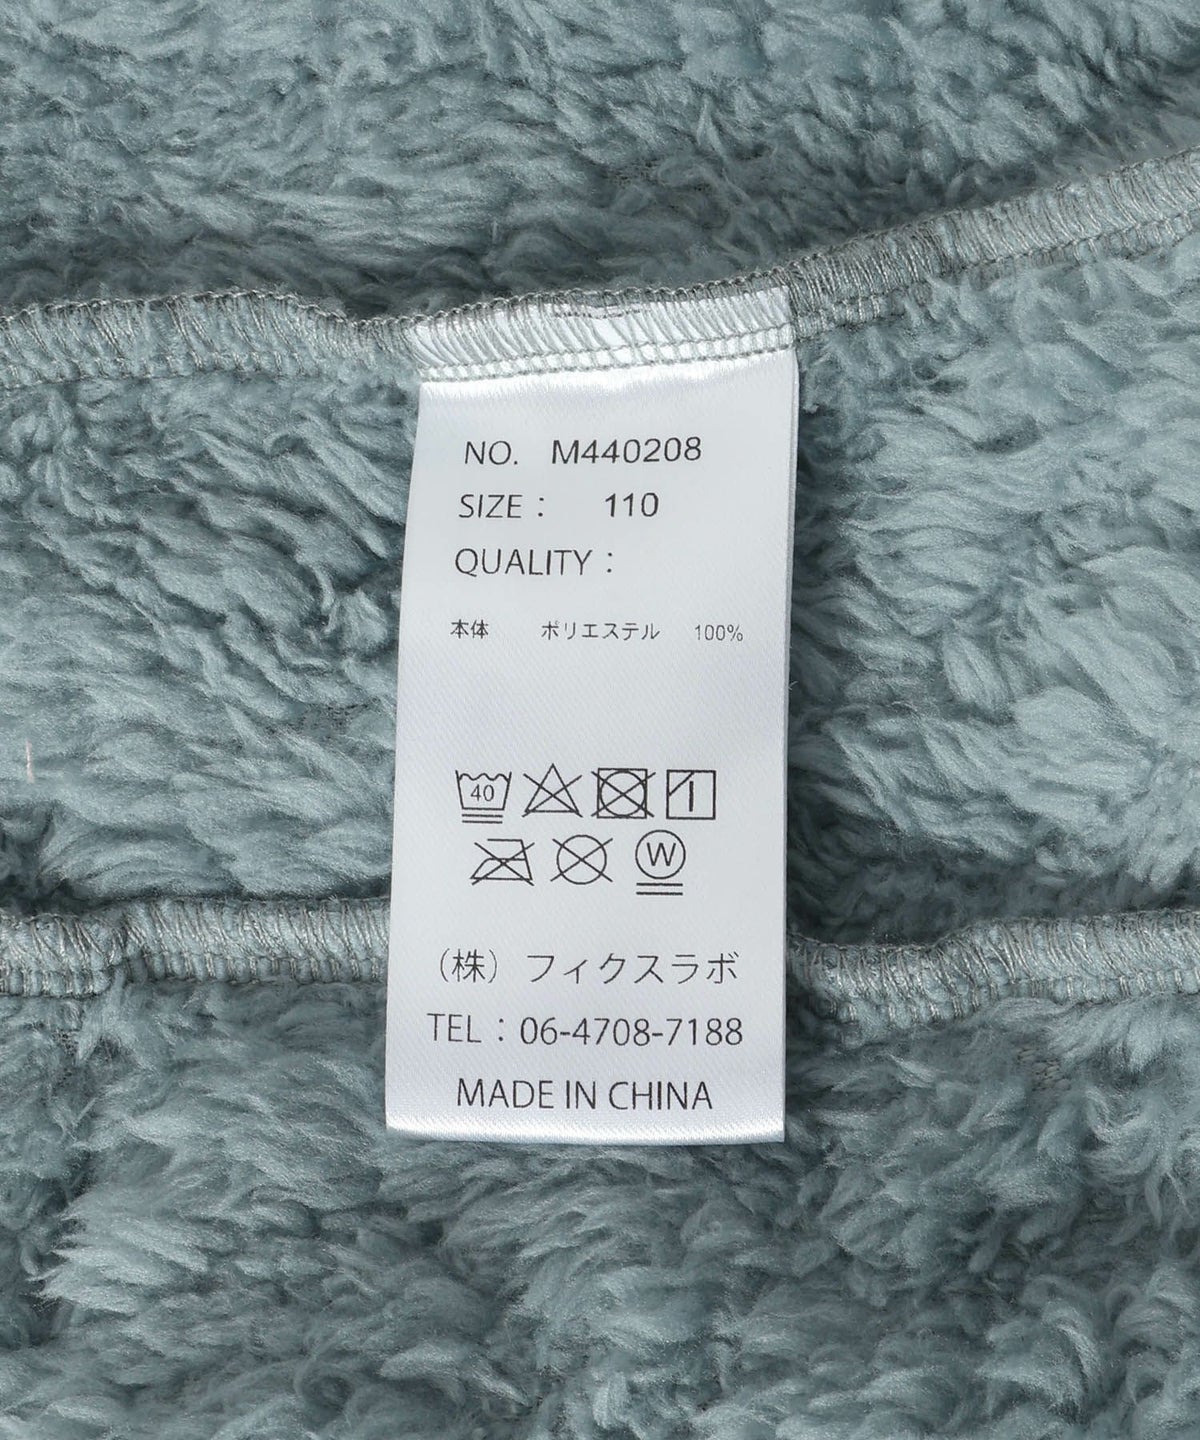 NO. M440208
SIZE : 110
QUALITY :
本体 ポリエステル 100%
40
W
（株）フィクスラボ
TEL : 06-4708-7188
MADE IN CHINA